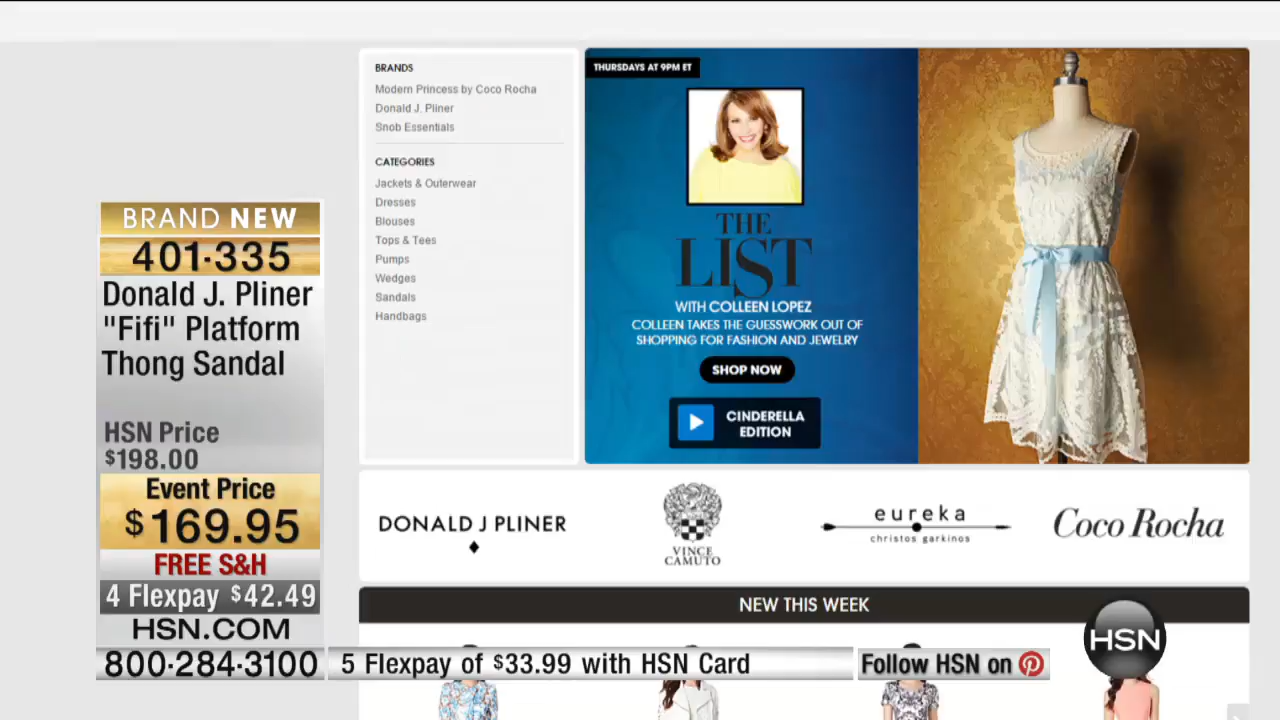 BRAND NEW
401·335
Donald J. Pliner
"Fifi" Platform
Thong Sandal
HSN Price
$198.00
Event Price
$169.95
FREE S&H
4 Flexpay $42.49
HSN.COM
800·284·3100
BRANDS
Modern Princess by Coco Rocha
Donald J. Pliner
Snob Essentials
CATEGORIES
Jackets & Outerwear
Dresses
Blouses
Tops & Tees
Pumps
Wedges
Sandals
Handbags
THURSDAYS AT 9PM ET
THE
LIST
WITH COLLEEN LOPEZ
COLLEEN TAKES THE GUESSWORK OUT OF
SHOPPING FOR FASHION AND JEWELRY
SHOP NOW
CINDERELLA
EDITION
DONALD J PLINER
VINCE
CAMUTO
eureka
christos garkinos
Coco Rocha
NEW THIS WEEK
HSN
5 Flexpay of $33.99 with HSN Card
Follow HSN on